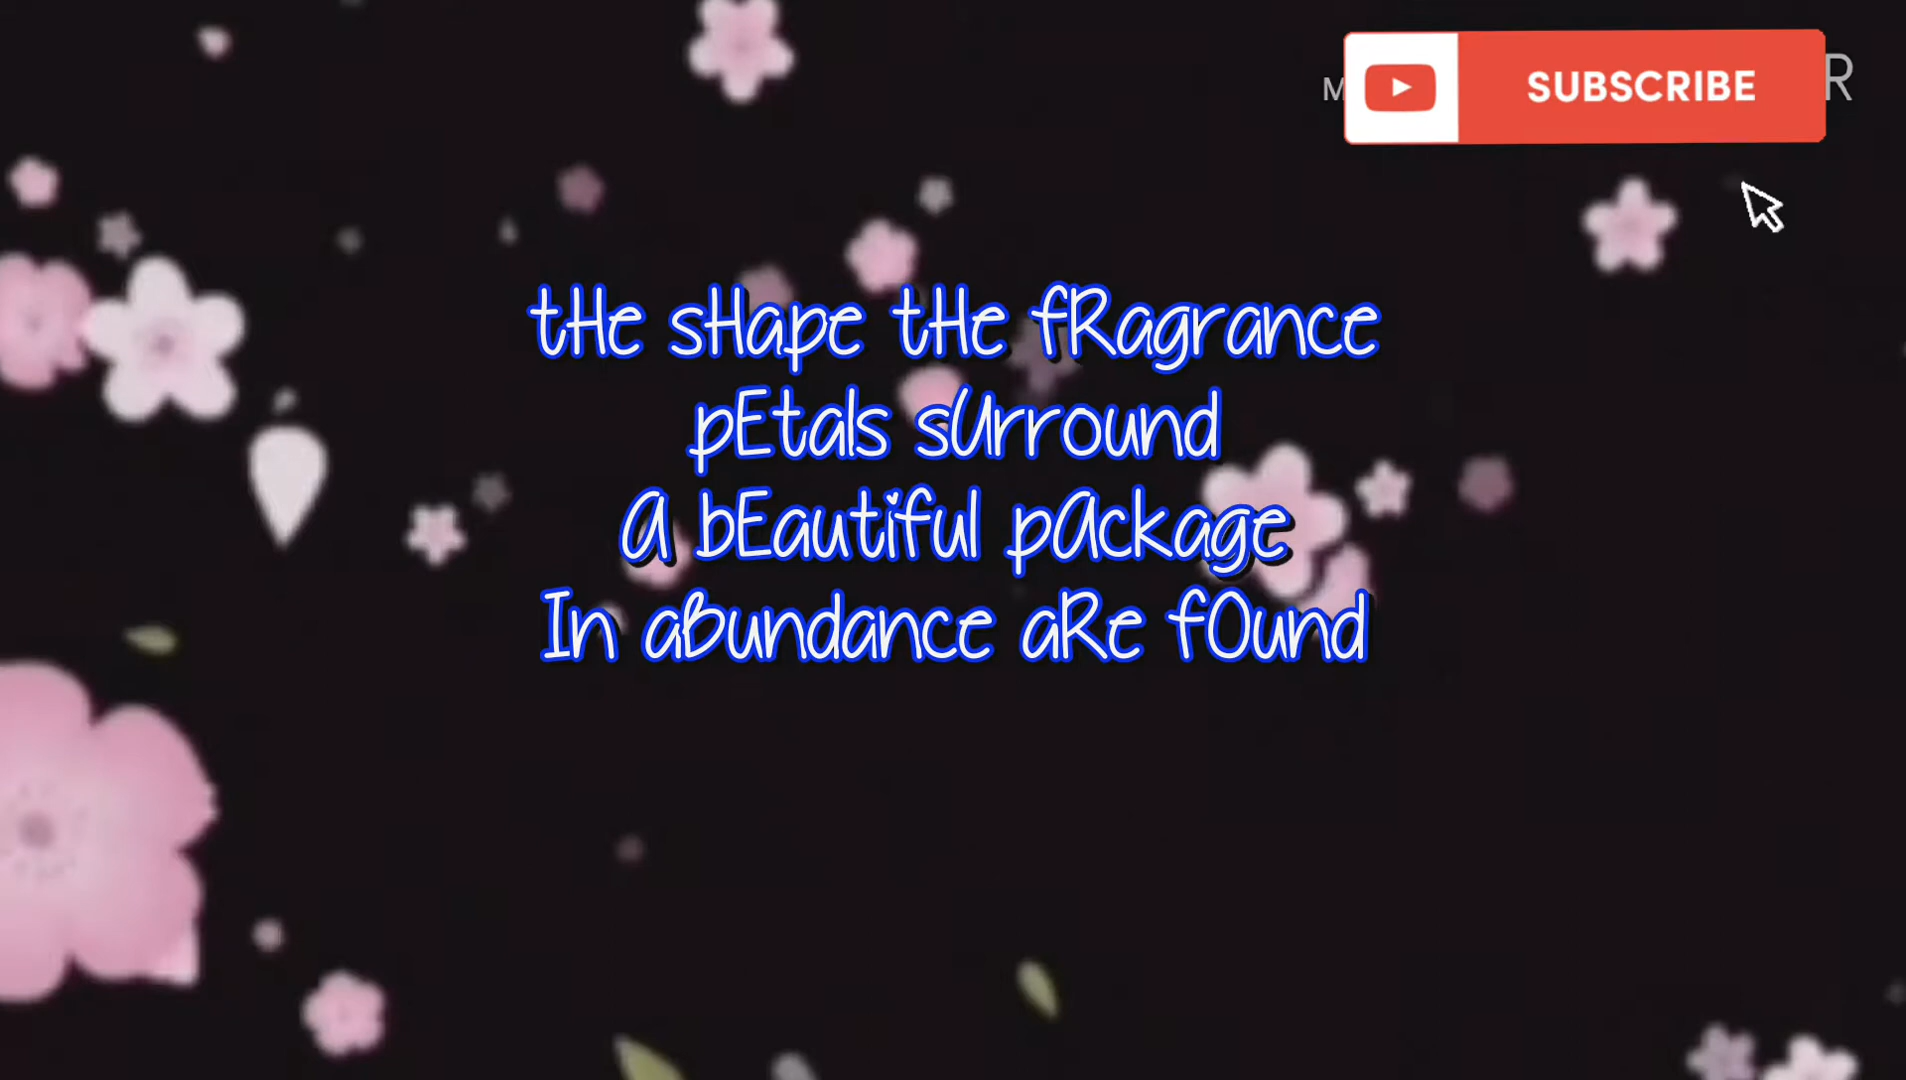 SUBSCRIBE
tHe sHape tHe fRagrance
pEtals sUrround
A bEautiful pAckage
In aBundance aRe fOund